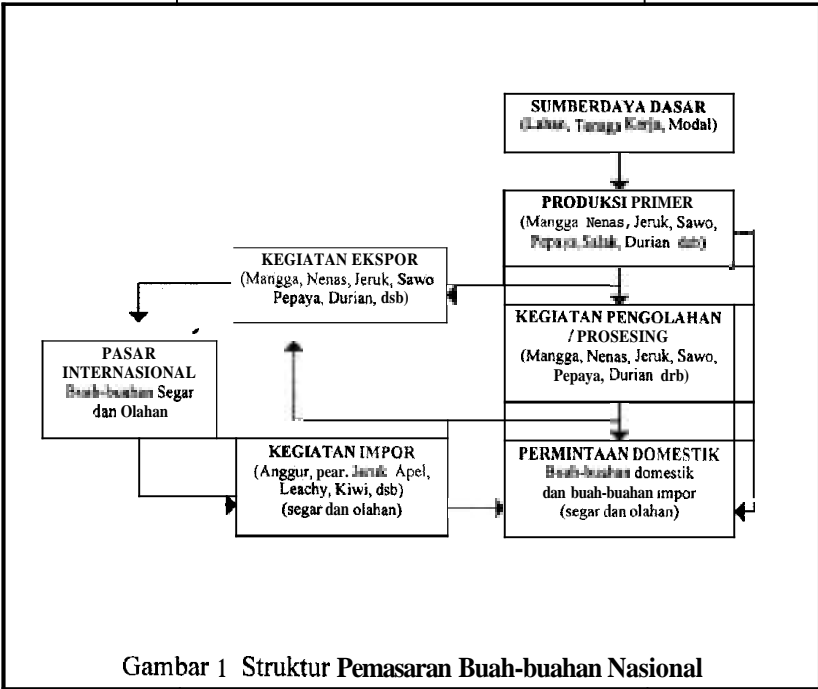 SUMBERDAYA DASAR
(Lahan, Tenaga Kerja, Modal)
PRODUKSI PRIMER
(Mangga Nenas, Jeruk, Sawo,
Pepaya, Salak, Durian dsb)
KEGIATAN EKSPOR
(Mangga, Nenas, Jeruk, Sawo
Pepaya, Durian, dsb)
KEGIATAN PENGOLAHAN
/ PROSESING
(Mangga, Nenas, Jeruk, Sawo,
Pepaya, Durian drb)
PASAR
INTERNASIONAL
Buah-buahan Segar
dan Olahan
KEGIATAN IMPOR
(Anggur, pear. Jeruk Apel,
Leachy, Kiwi, dsb)
(segar dan olahan)
PERMINTAAN DOMESTIK
Buah-buahan domestik
dan buah-buahan impor
(segar dan olahan)
Gambar 1 Struktur Pemasaran Buah-buahan Nasional